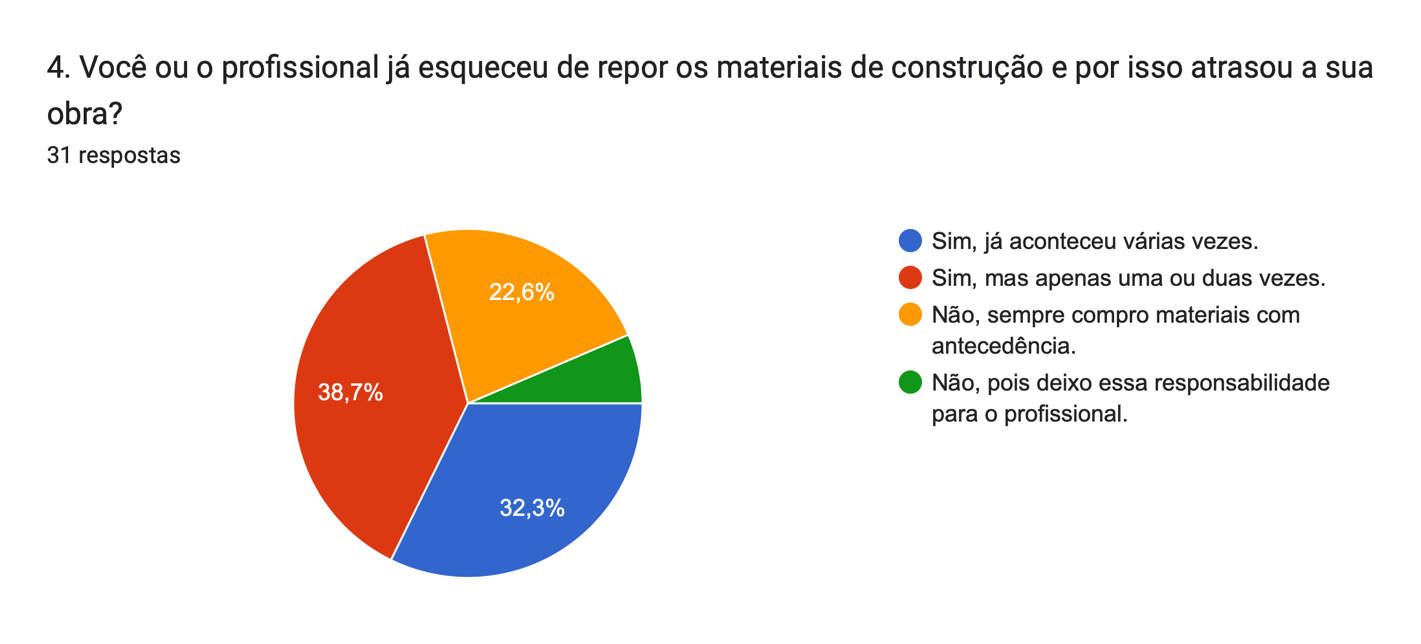 4. Você ou o profissional já esqueceu de repor os materiais de construção e por isso atrasou a sua
obra?
31 respostas
22,6%
38,7%
32,3%
Sim, já aconteceu várias vezes.
Sim, mas apenas uma ou duas vezes.
Não, sempre compro materiais com
antecedência.
Não, pois deixo essa responsabilidade
para o profissional.